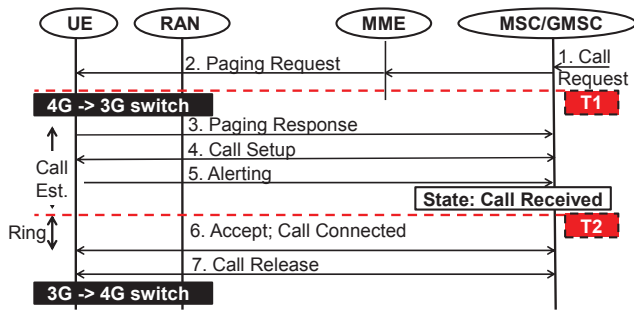 UE RAN MME MSC/GMSC
1. Call
2. Paging Request
Request
4G -> 3G switch
T1
3. Paging Response
4. Call Setup
Call
Est.
5. Alerting
State: Call Received
T2
Ring
6. Accept; Call Connected
7. Call Release
3G -> 4G switch